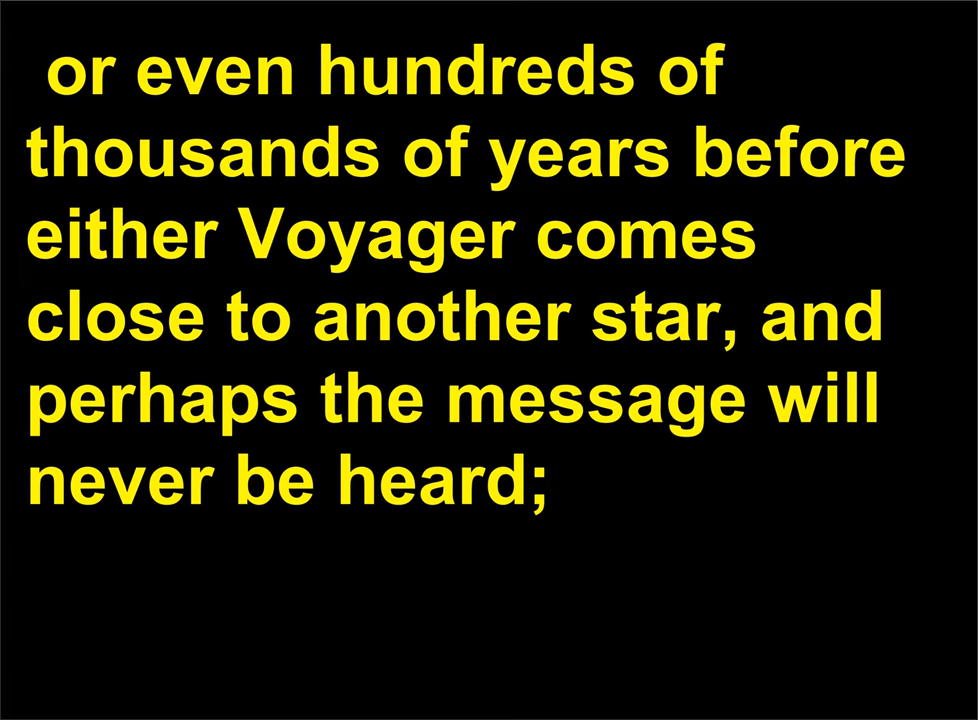 or even hundreds of
thousands of years before
either Voyager comes
close to another star, and
perhaps the message will
never be heard;